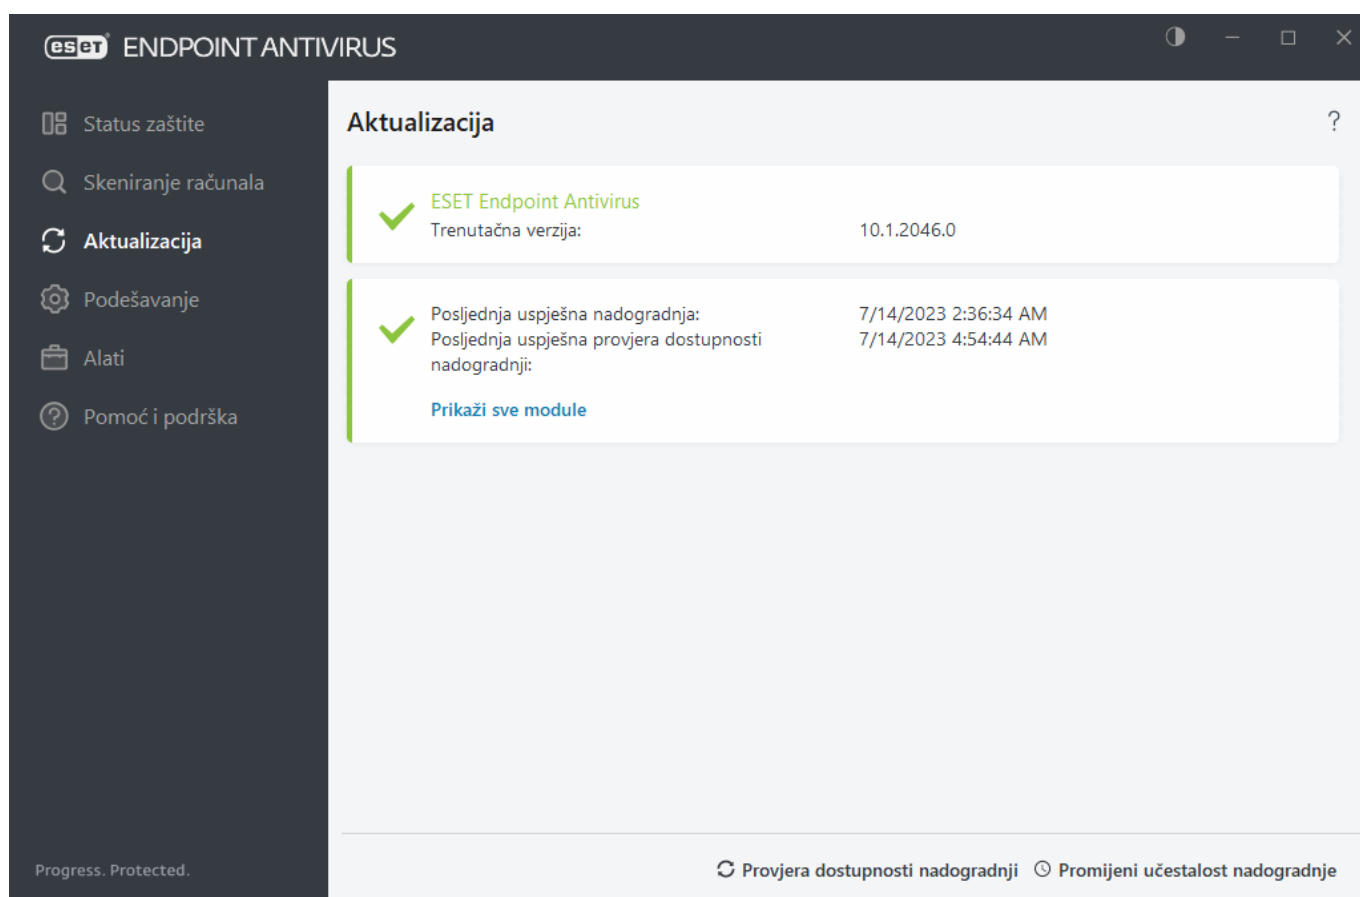 eset ENDPOINT ANTIVIRUS
Status zaštite
Skeniranje računala
Aktualizacija
Podešavanje
Alati
Pomoć i podrška
Progress. Protected.
Aktualizacija
?
ESET Endpoint Antivirus
Trenutačna verzija: 10.1.2046.0
Posljednja uspješna nadogradnja: 7/14/2023 2:36:34 AM
Posljednja uspješna provjera dostupnosti 7/14/2023 4:54:44 AM
nadogradnji:
Prikaži sve module
Provjera dostupnosti nadogradnji Promijeni učestalost nadogradnje